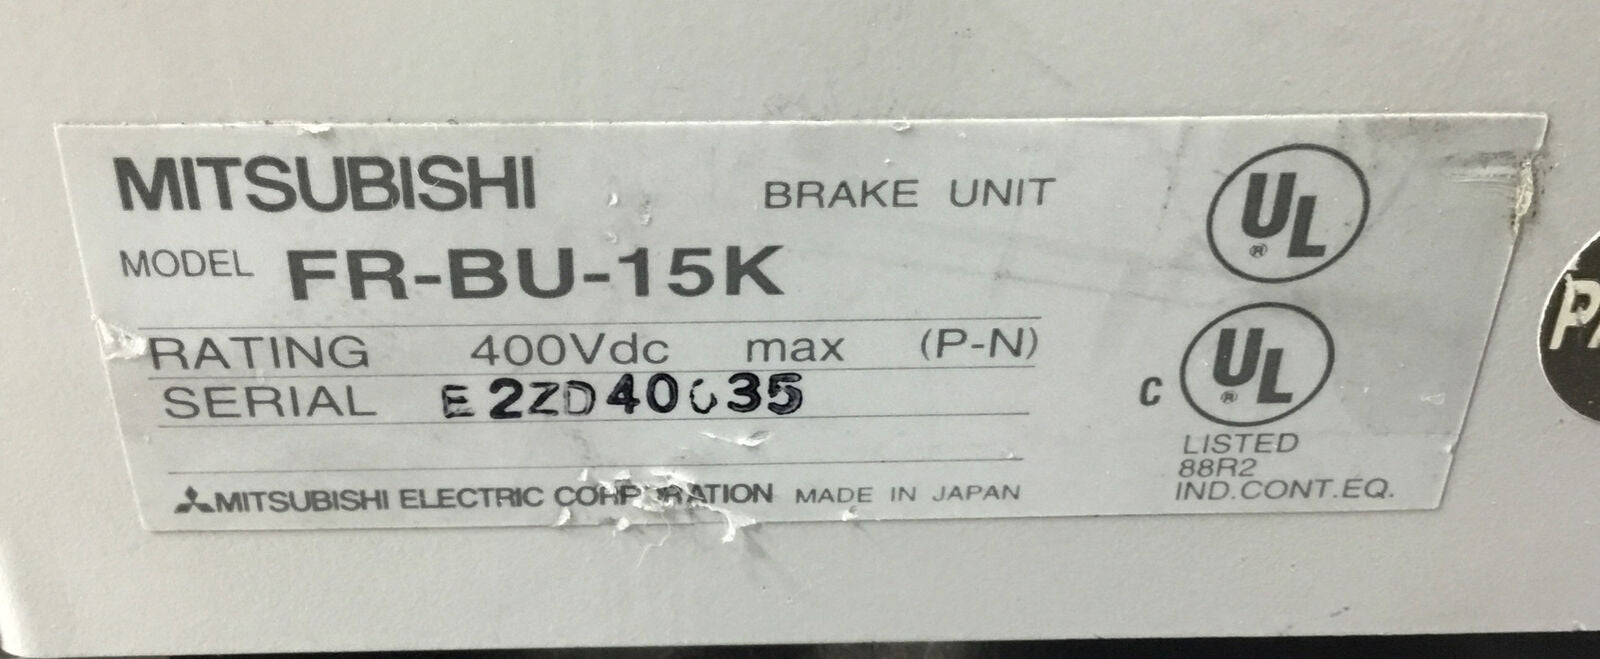 MITSUBISHI BRAKE UNIT
MODEL FR-BU-15K
RATING 400Vdc max (P-N)
SERIAL E2ZD40035
MITSUBISHI ELECTRIC CORPORATION MADE IN JAPAN
UL ®
C UL ®
LISTED
88R2
IND.CONT.EQ.